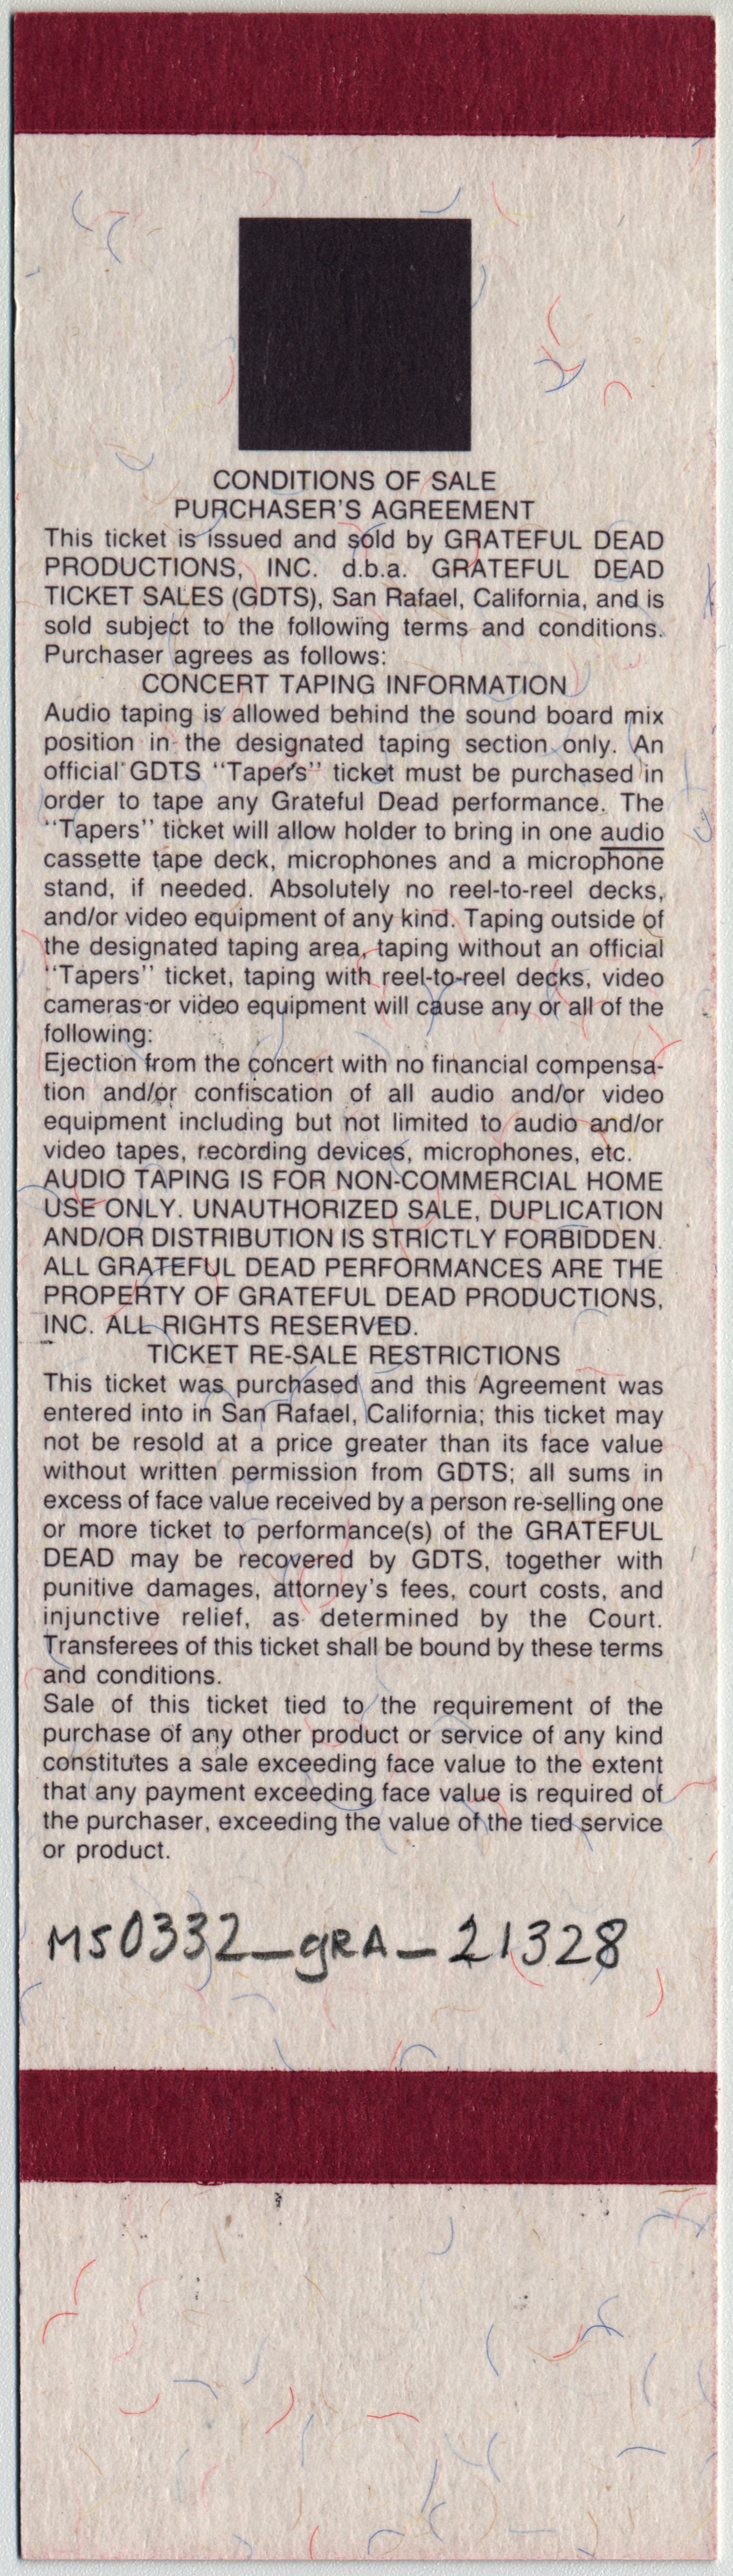 CONDITIONS OF SALE
PURCHASER'S AGREEMENT
This ticket is issued and sold by GRATEFUL DEAD
PRODUCTIONS, INC. d.b.a. GRATEFUL DEAD
TICKET SALES (GDTS), San Rafael, California, and is
sold subject to the following terms and conditions.
Purchaser agrees as follows:
CONCERT TAPING INFORMATION
Audio taping is allowed behind the sound board mix
position in the designated taping section only. An
official GDTS "Tapers" ticket must be purchased in
order to tape any Grateful Dead performance. The
"Tapers" ticket will allow holder to bring in one audio
cassette tape deck, microphones and a microphone
stand, if needed. Absolutely no reel-to-reel decks,
and/or video equipment of any kind. Taping outside of
the designated taping area, taping without an official
"Tapers" ticket, taping with reel-to-reel decks, video
cameras or video equipment will cause any or all of the
following:
Ejection from the concert with no financial compensa-
tion and/or confiscation of all audio and/or video
equipment including but not limited to audio and/or
video tapes, recording devices, microphones, etc.
AUDIO TAPING IS FOR NON-COMMERCIAL HOME
USE ONLY. UNAUTHORIZED SALE, DUPLICATION
AND/OR DISTRIBUTION IS STRICTLY FORBIDDEN.
ALL GRATEFUL DEAD PERFORMANCES ARE THE
PROPERTY OF GRATEFUL DEAD PRODUCTIONS,
INC. ALL RIGHTS RESERVED.
TICKET RE-SALE RESTRICTIONS
This ticket was purchased and this Agreement was
entered into in San Rafael, California; this ticket may
not be resold at a price greater than its face value
without written permission from GDTS; all sums in
excess of face value received by a person re-selling one
or more ticket to performance(s) of the GRATEFUL
DEAD may be recovered by GDTS, together with
punitive damages, attorney's fees, court costs, and
injunctive relief, as determined by the Court.
Transferees of this ticket shall be bound by these terms
and conditions.
Sale of this ticket tied to the requirement of the
purchase of any other product or service of any kind
constitutes a sale exceeding face value to the extent
that any payment exceeding face value is required of
the purchaser, exceeding the value of the tied service
or product.
MS0332_gRA_21328